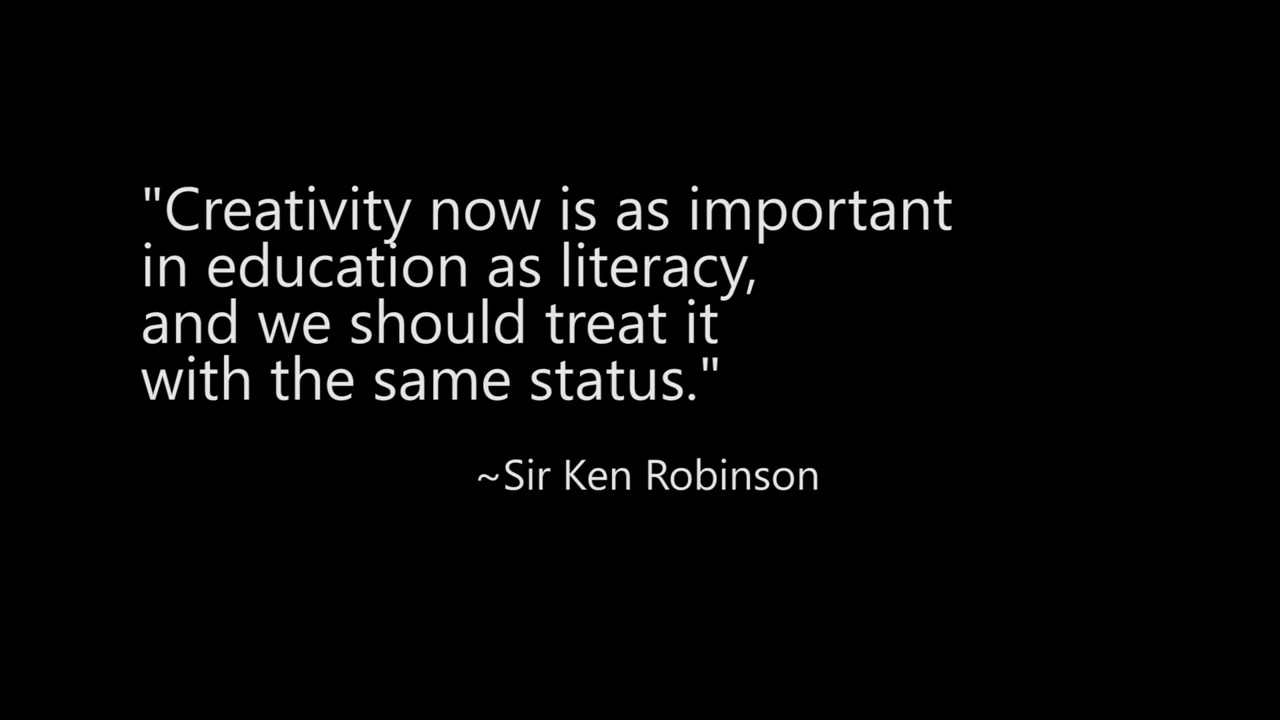 "Creativity now is as important
in education as literacy,
and we should treat it
with the same status."
~Sir Ken Robinson